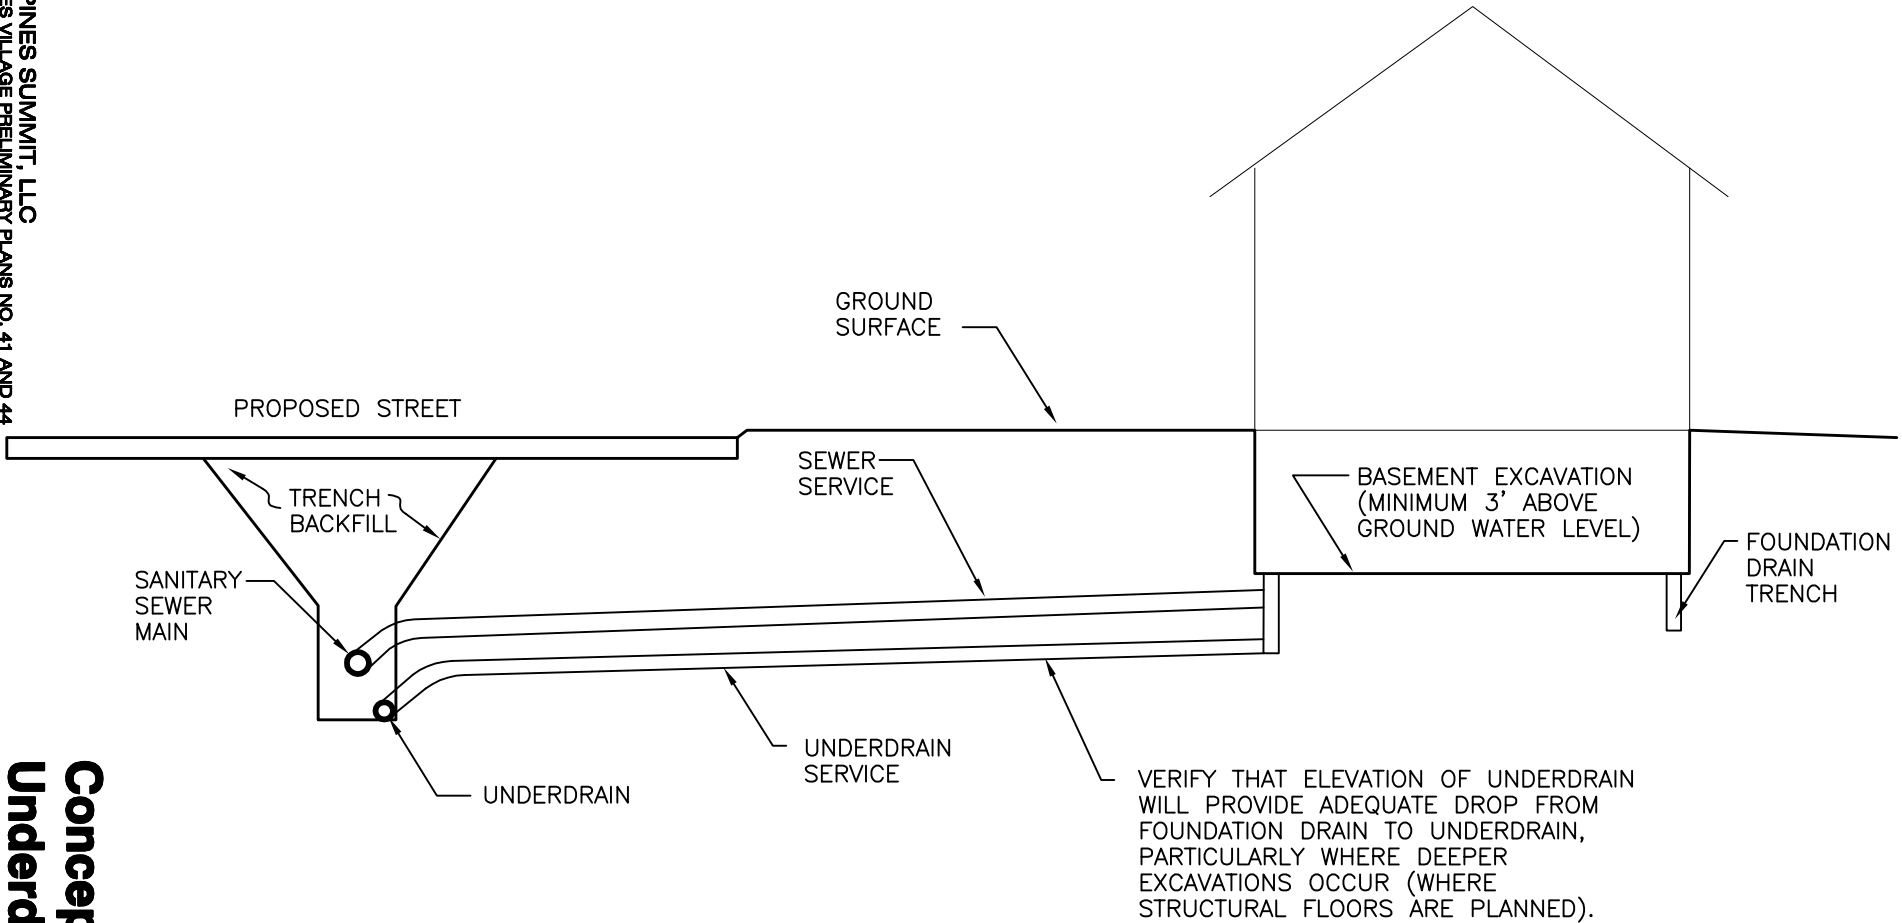 PINES SUMMIT, LLC
VILLAGE PRELIMINARY PLANS NO. 41 AND 44
GROUND
SURFACE
PROPOSED STREET
SEWER
SERVICE
BASEMENT EXCAVATION
(MINIMUM 3' ABOVE
GROUND WATER LEVEL)
TRENCH
BACKFILL
FOUNDATION
DRAIN
TRENCH
SANITARY
SEWER
MAIN
UNDERDRAIN
SERVICE
UNDERDRAIN
VERIFY THAT ELEVATION OF UNDERDRAIN
WILL PROVIDE ADEQUATE DROP FROM
FOUNDATION DRAIN TO UNDERDRAIN,
PARTICULARLY WHERE DEEPER
EXCAVATIONS OCCUR (WHERE
STRUCTURAL FLOORS ARE PLANNED).
Concep
Underd